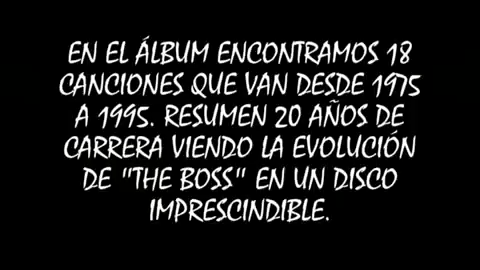 EN EL ÁLBUM ENCONTRAMOS 18
CANCIONES QUE VAN DESDE 1975
A 1995. RESUMEN 20 AÑOS DE
CARRERA VIENDO LA EVOLUCIÓN
DE "THE BOSS" EN UN DISCO
IMPRESCINDIBLE.